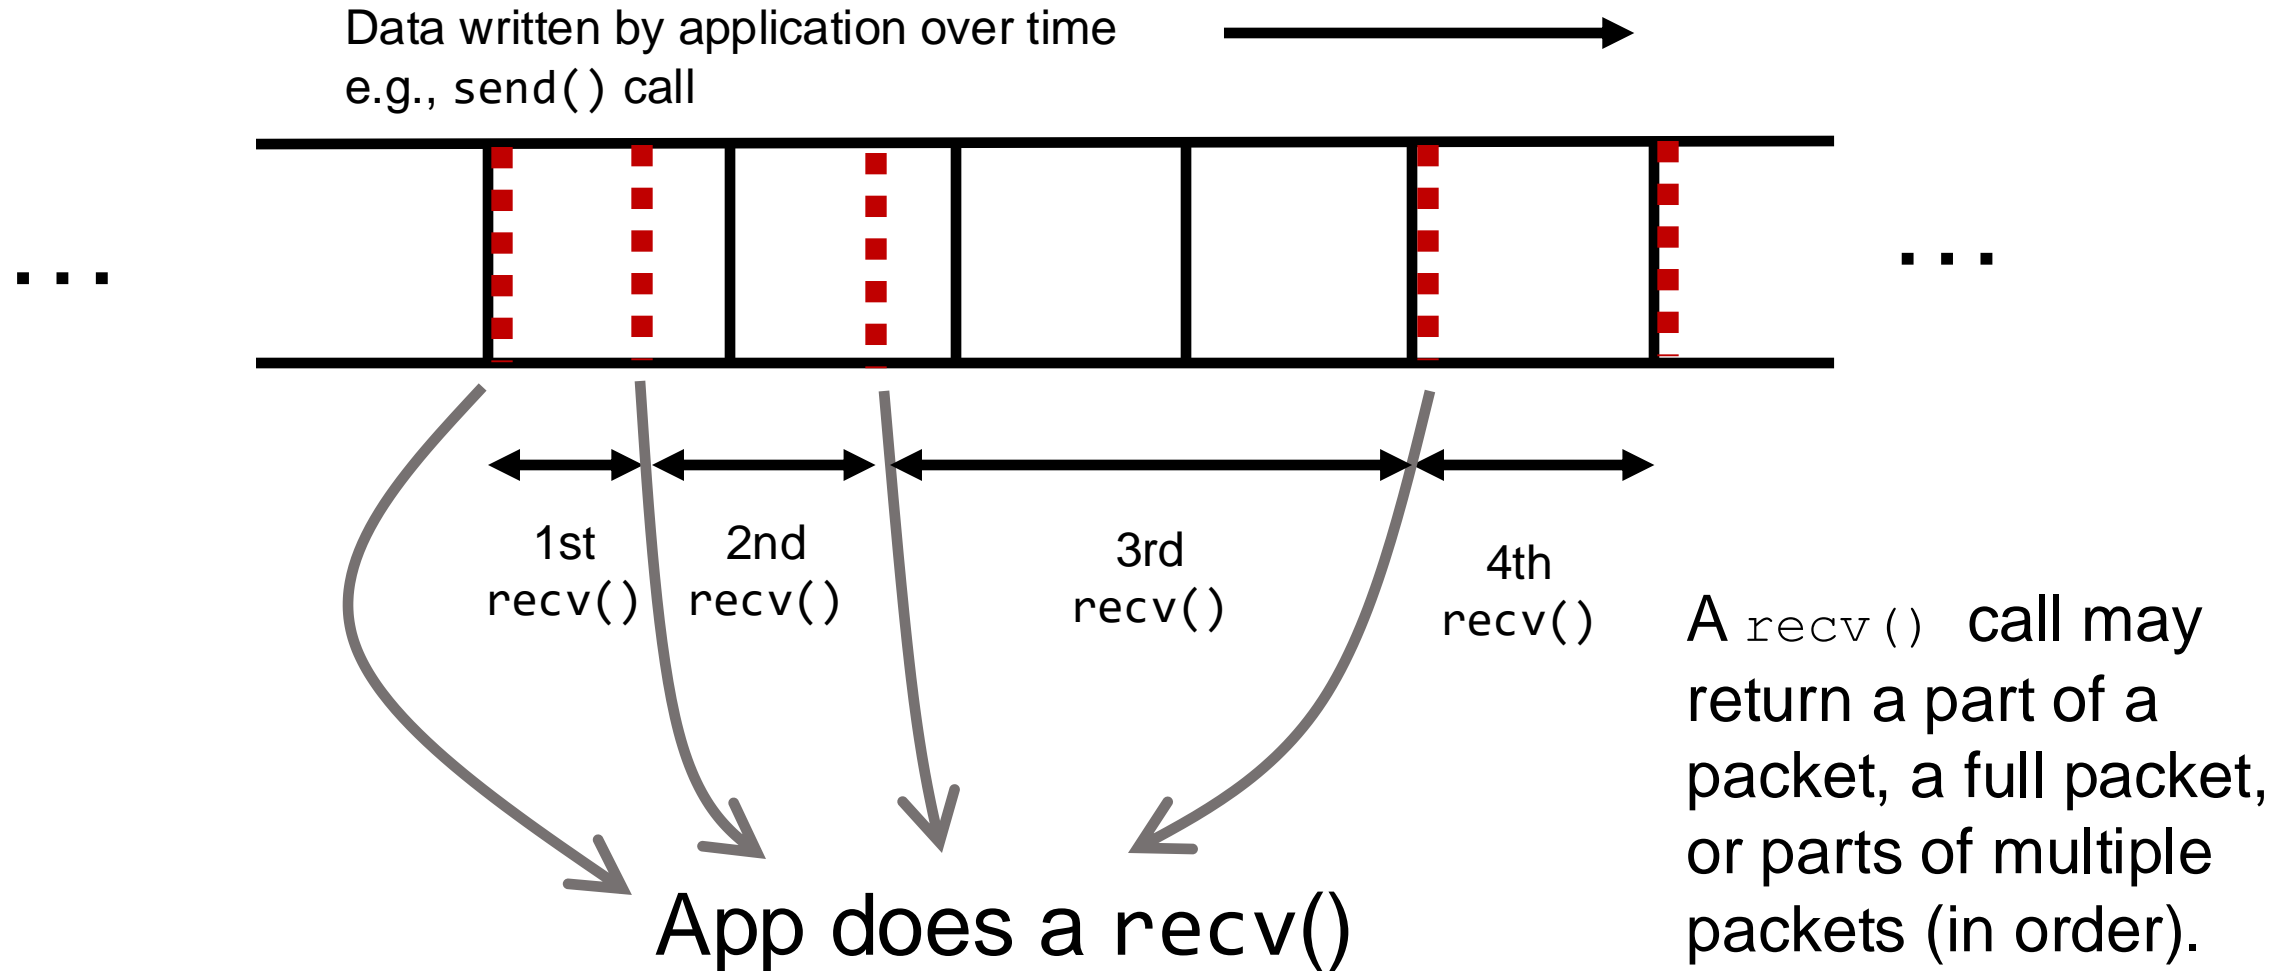 Data written by application over time
e.g., send() call
...
...
1st
recv()
2nd
recv()
3rd
recv()
4th
recv()
A recv() call may
return a part of a
packet, a full packet,
or parts of multiple
packets (in order).
App does a recv()